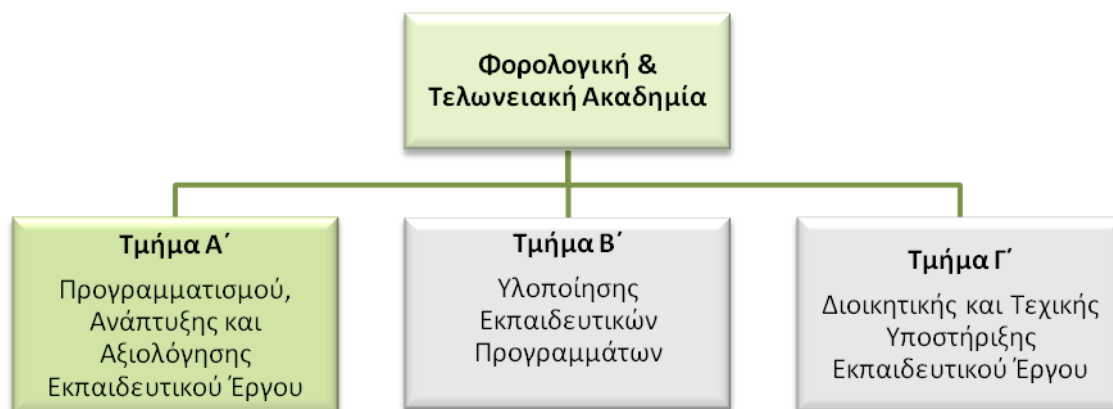 Φορολογική &
Τελωνειακή Ακαδημία
Τμήμα Α΄
Προγραμματισμού,
Ανάπτυξης και
Αξιολόγησης
Εκπαιδευτικού Έργου
Τμήμα Β΄
Υλοποίησης
Εκπαιδευτικών
Προγραμμάτων
Τμήμα Γ΄
Διοικητικής και Τεχικής
Υποστήριξης
Εκπαιδευτικού Έργου